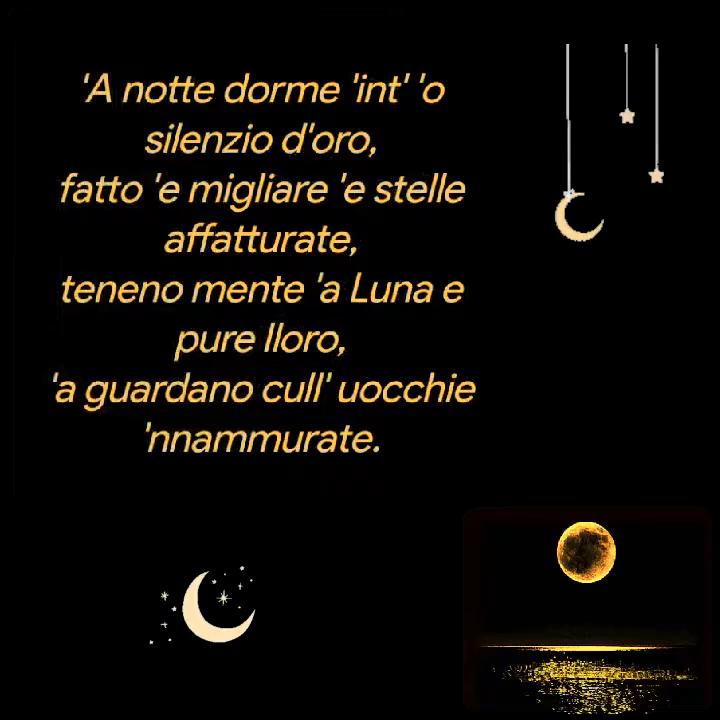 'A notte dorme 'int' 'o
silenzio d'oro,
fatto 'e migliare 'e stelle
affatturate,
teneno mente 'a Luna e
pure lloro,
'a guardano cull' uocchie
'nnammurate.